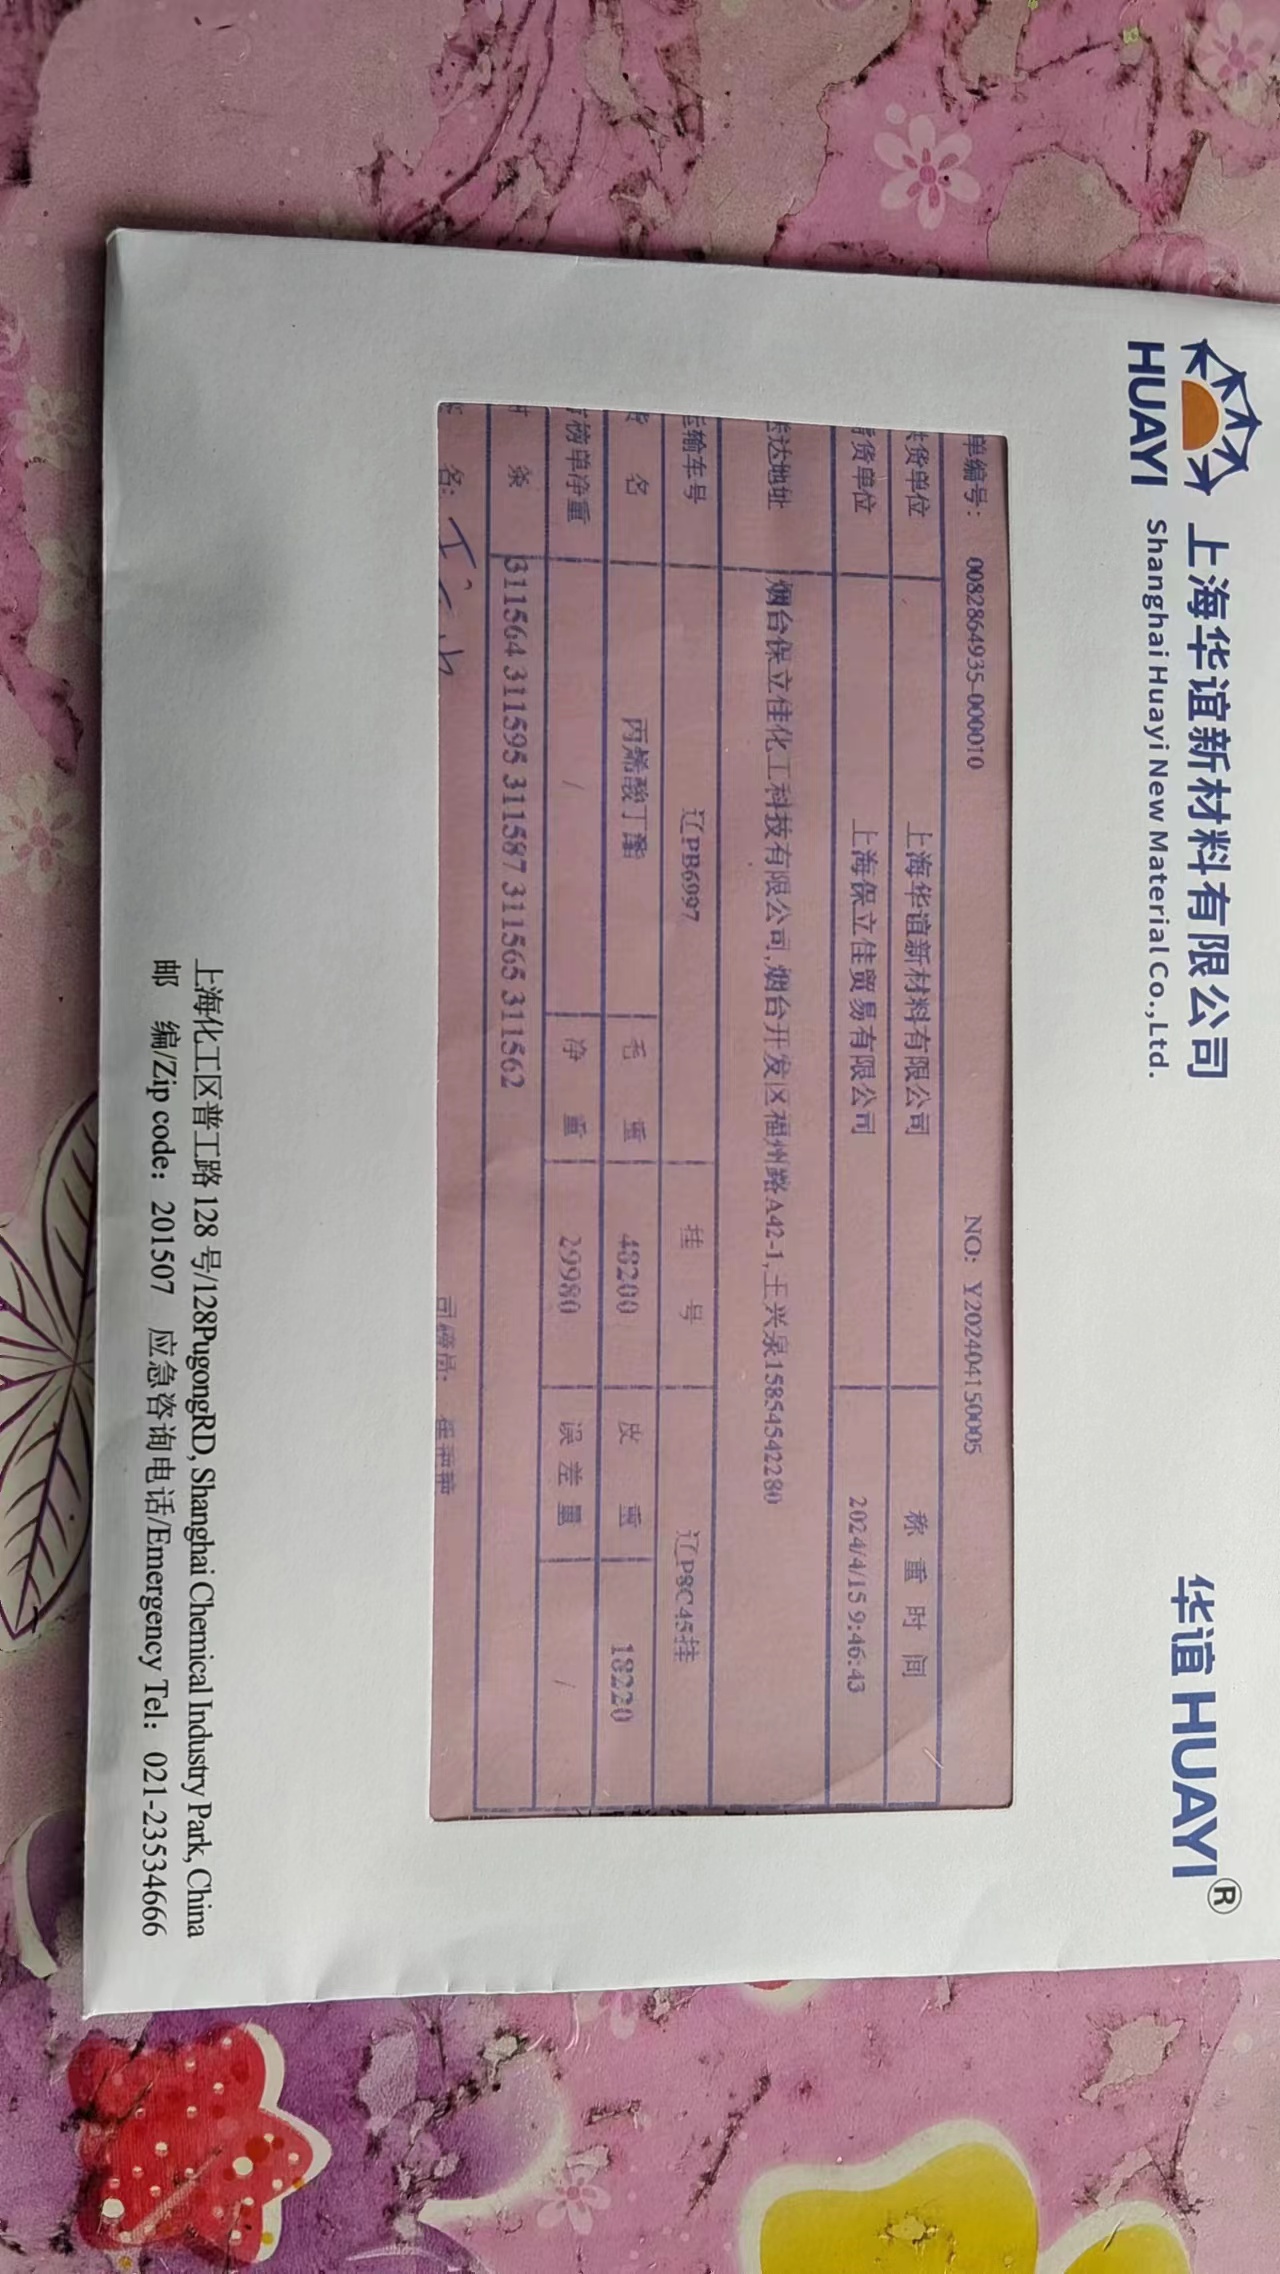 HUAYI
上海华谊新材料有限公司
Shanghai Huayi New Material Co.,Ltd.
华谊 HUAYI®
单编号: 0082864935-000010 NO: Y202404150005
货单位 上海华谊新材料有限公司 称重时间
货单位 上海保立佳贸易有限公司 2024/4/15 9:46:43
送达地址 烟台保立佳化工科技有限公司,烟台开发区福州路A42-1,王兴泉15854542280
运输车号 辽PB6997 挂号 辽P8C45挂
货名 丙烯酸丁酯 毛重 48200 皮重 18220
榜单净重 / 净重 29980 误差量 /
条 311564 311595 311587 311565 311562
名: 司磅员:
上海化工区普工路128号/128PugongRD, Shanghai Chemical Industry Park, China
邮 编/Zip code: 201507 应急咨询电话/Emergency Tel: 021-23534666